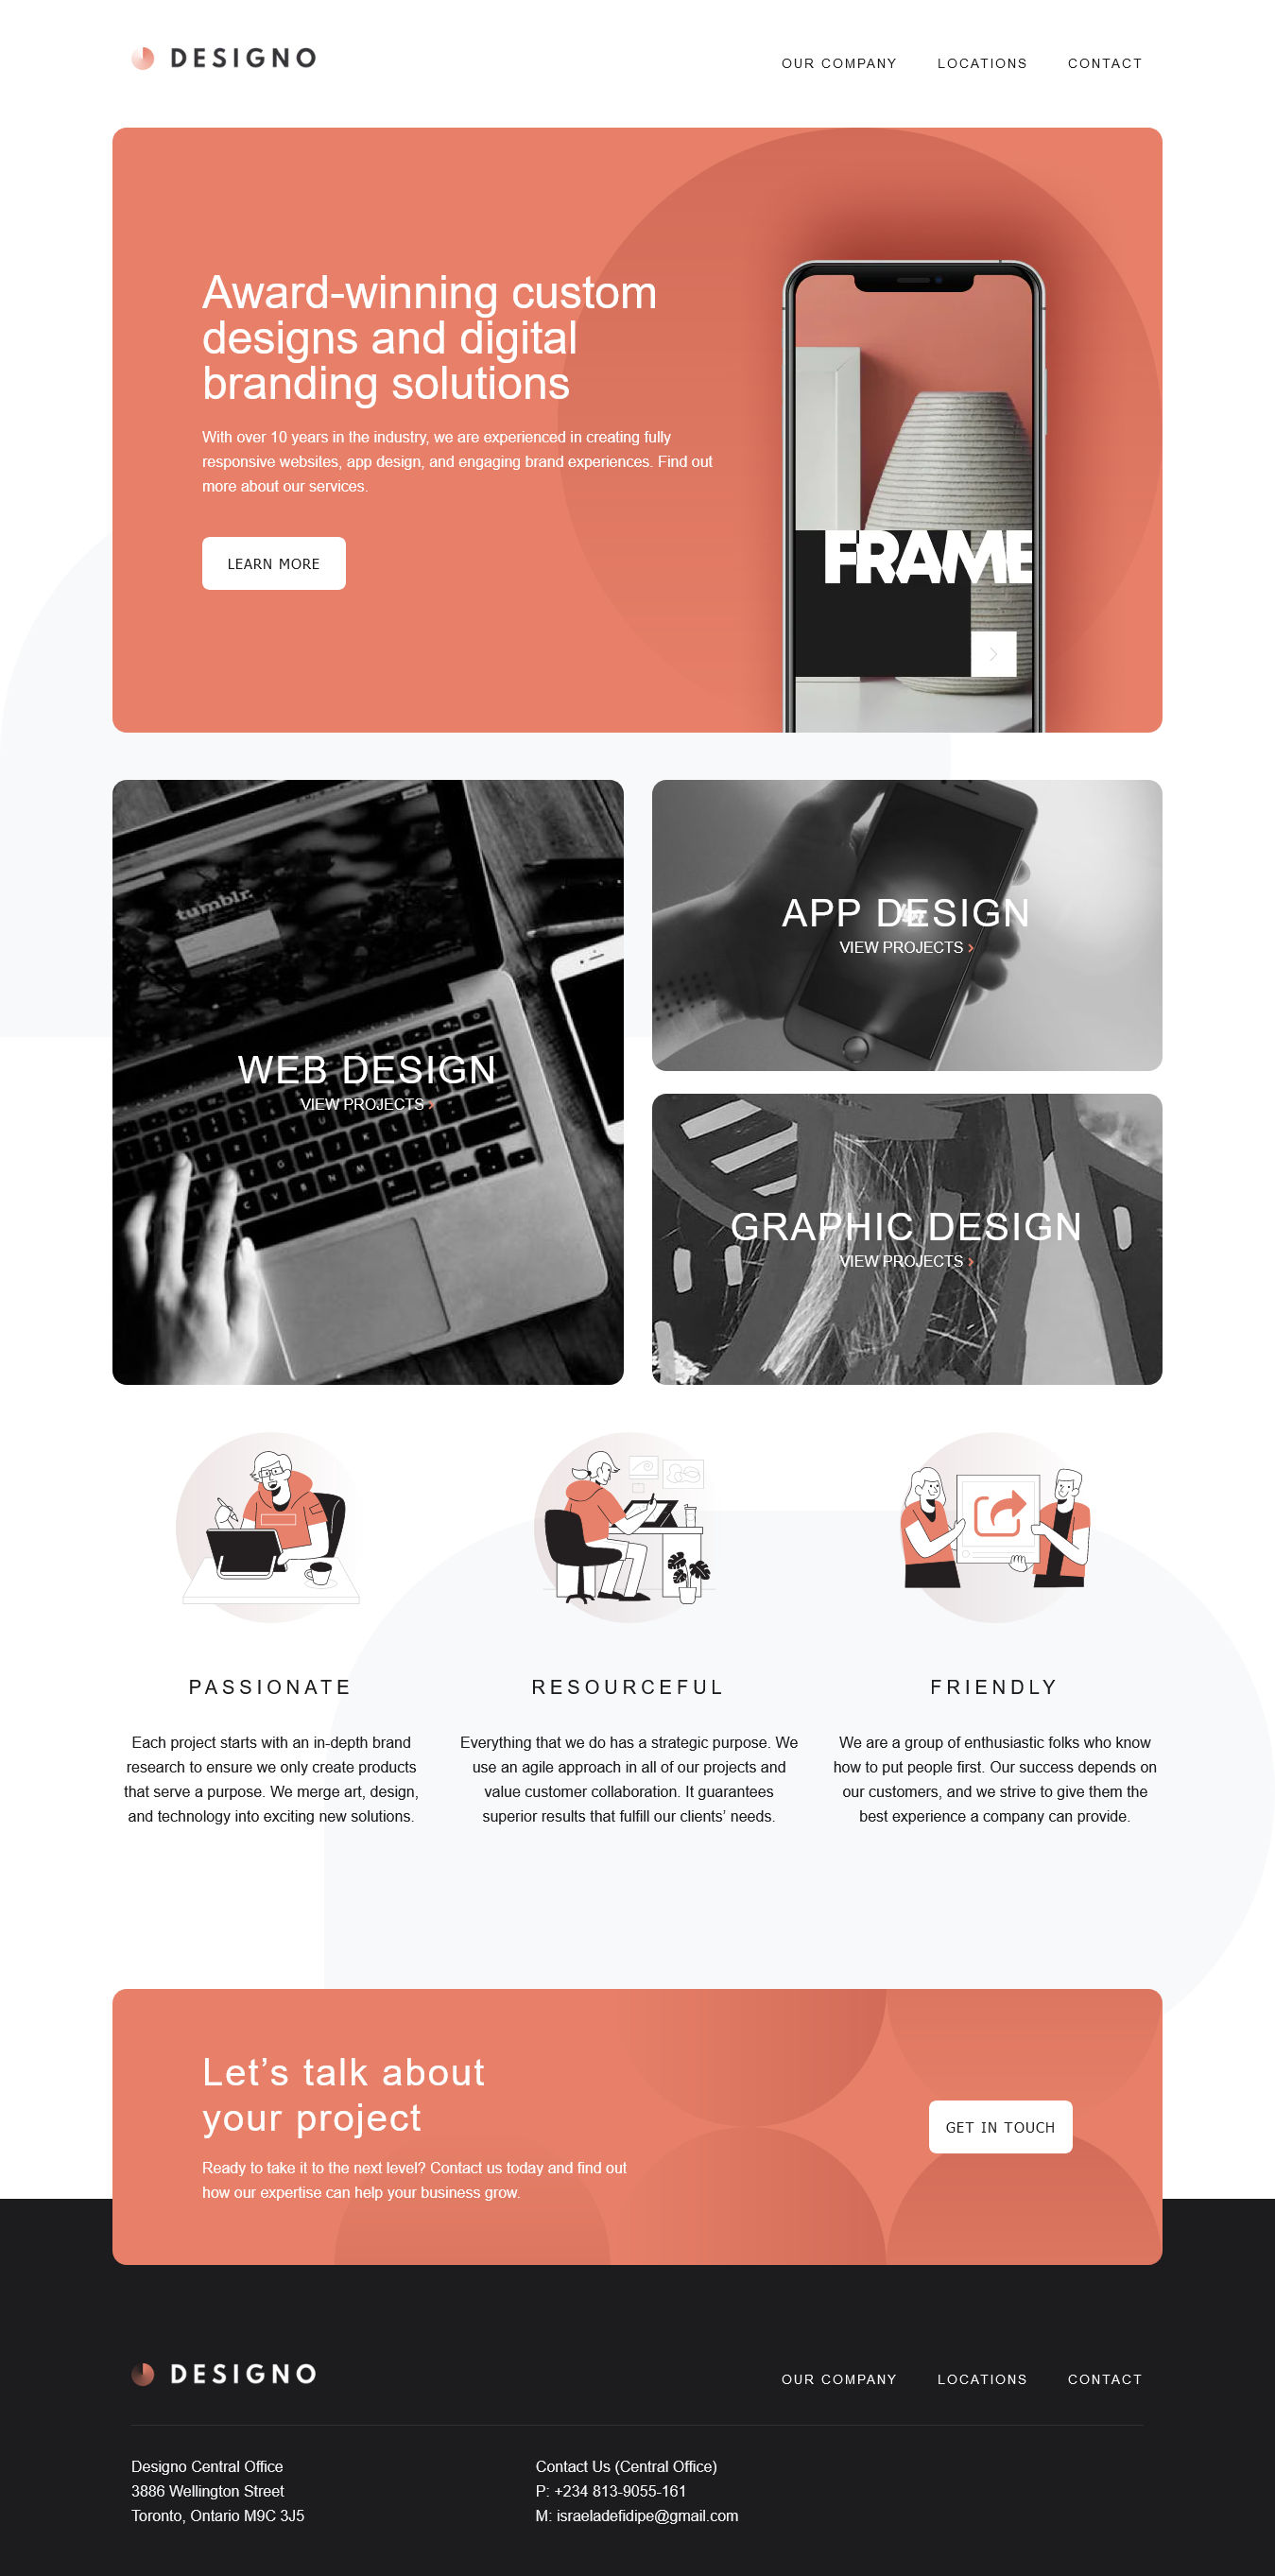 DESIGNO
OUR COMPANY LOCATIONS CONTACT
Award-winning custom
designs and digital
branding solutions
With over 10 years in the industry, we are experienced in creating fully
responsive websites, app design, and engaging brand experiences. Find out
more about our services.
LEARN MORE
FRAME
tumblr.
WEB DESIGN
VIEW PROJECTS
APP DESIGN
VIEW PROJECTS
GRAPHIC DESIGN
VIEW PROJECTS
PASSIONATE
Each project starts with an in-depth brand
research to ensure we only create products
that serve a purpose. We merge art, design,
and technology into exciting new solutions.
RESOURCEFUL
Everything that we do has a strategic purpose. We
use an agile approach in all of our projects and
value customer collaboration. It guarantees
superior results that fulfill our clients’ needs.
FRIENDLY
We are a group of enthusiastic folks who know
how to put people first. Our success depends on
our customers, and we strive to give them the
best experience a company can provide.
Let’s talk about
your project
Ready to take it to the next level? Contact us today and find out
how our expertise can help your business grow.
GET IN TOUCH
DESIGNO
OUR COMPANY LOCATIONS CONTACT
Designo Central Office
3886 Wellington Street
Toronto, Ontario M9C 3J5
Contact Us (Central Office)
P: +234 813-9055-161
M: israeladefidipe@gmail.com